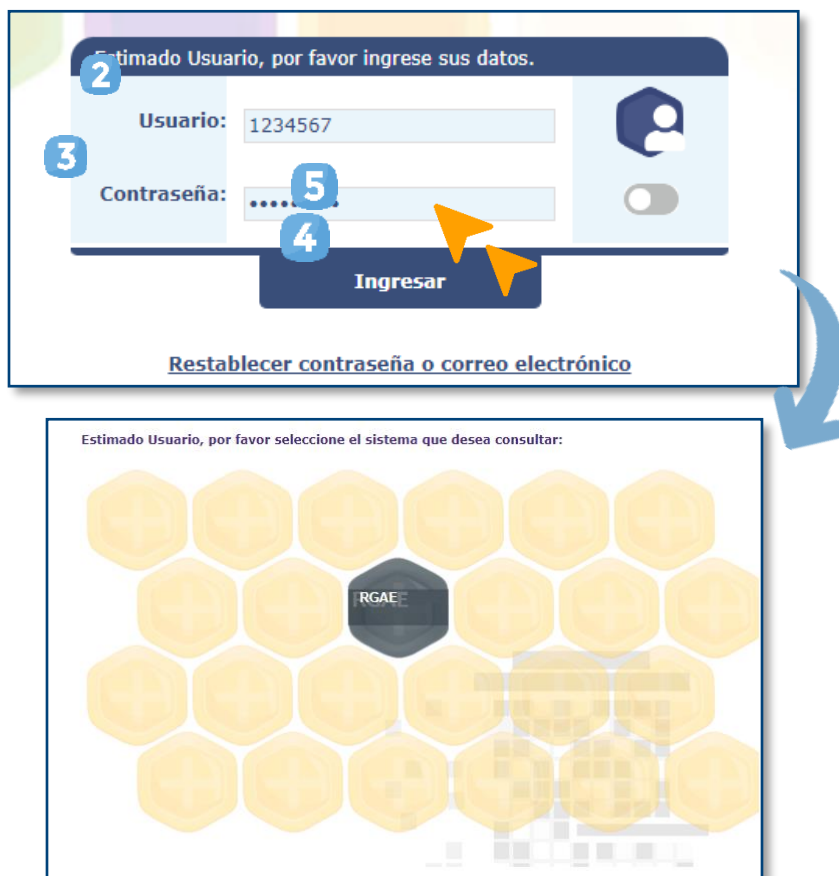 Estimado Usuario, por favor ingrese sus datos.
2
Usuario: 1234567
3
Contraseña: 5
4
Ingresar
Restablecer contraseña o correo electrónico
Estimado Usuario, por favor seleccione el sistema que desea consultar:
RGAE